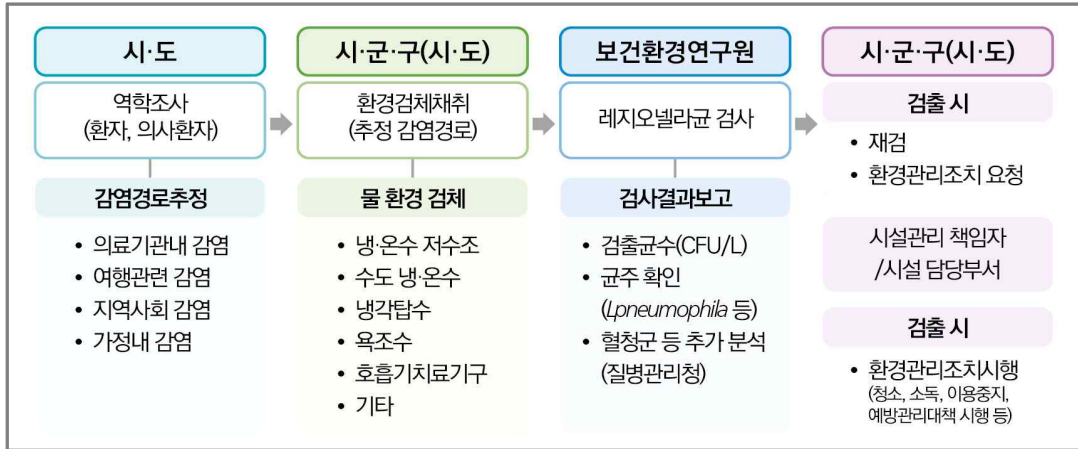 시·도
역학조사
(환자, 의사환자)
감염경로추정
• 의료기관내 감염
• 여행관련 감염
• 지역사회 감염
• 가정내 감염
시·군·구(시·도)
환경검체채취
(추정 감염경로)
물 환경 검체
• 냉·온수 저수조
• 수도 냉·온수
• 냉각탑수
• 욕조수
• 호흡기치료기구
• 기타
보건환경연구원
레지오넬라균 검사
검사결과보고
• 검출균수(CFU/L)
• 균주 확인
(Lpneumophila 등)
• 혈청군 등 추가 분석
(질병관리청)
시·군·구(시·도)
검출 시
• 재검
• 환경관리조치 요청
시설관리 책임자
/시설 담당부서
검출 시
• 환경관리조치시행
(청소, 소독, 이용중지,
예방관리대책 시행 등)